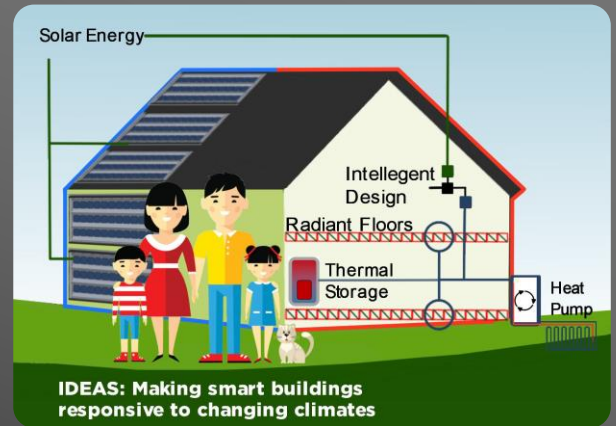 Solar Energy
Intellegent
Design
Radiant Floors
Thermal
Storage
Heat
Pump
IDEAS: Making smart buildings
responsive to changing climates